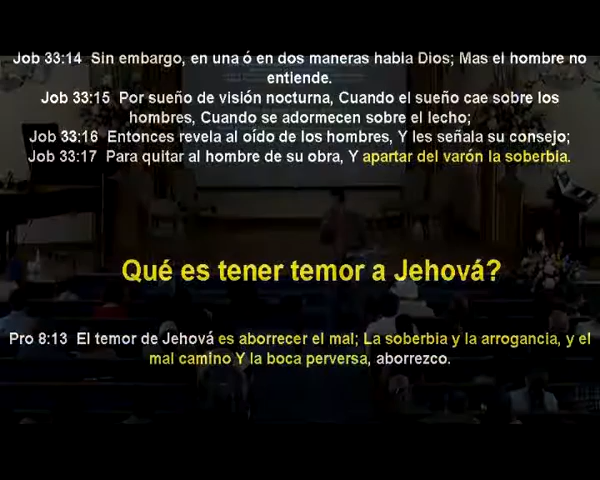 Job 33:14 Sin embargo, en una ó en dos maneras habla Dios; Mas el hombre no
entiende.
Job 33:15 Por sueño de visión nocturna, Cuando el sueño cae sobre los
hombres, Cuando se adormecen sobre el lecho;
Job 33:16 Entonces revela al oído de los hombres, Y les señala su consejo;
Job 33:17 Para quitar al hombre de su obra, Y apartar del varón la soberbia.
Qué es tener temor a Jehová?
Pro 8:13 El temor de Jehová es aborrecer el mal; La soberbia y la arrogancia, y el
mal camino Y la boca perversa, aborrezco.